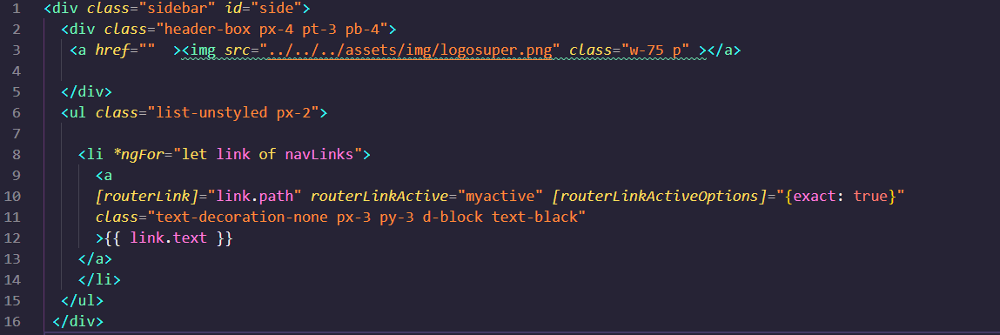 1 <div class="sidebar" id="side">
2 <div class="header-box px-4 pt-3 pb-4">
3 <a href=""  ><img src="../../../assets/img/logosuper.png" class="w-75 p" ></a>
4
5 </div>
6 <ul class="list-unstyled px-2">
7
8 <li *ngFor="let link of navLinks">
9 <a
10 [routerLink]="link.path" routerLinkActive="myactive" [routerLinkActiveOptions]="{exact: true}"
11 class="text-decoration-none px-3 py-3 d-block text-black"
12 >{{ link.text }}
13 </a>
14 </li>
15 </ul>
16 </div>